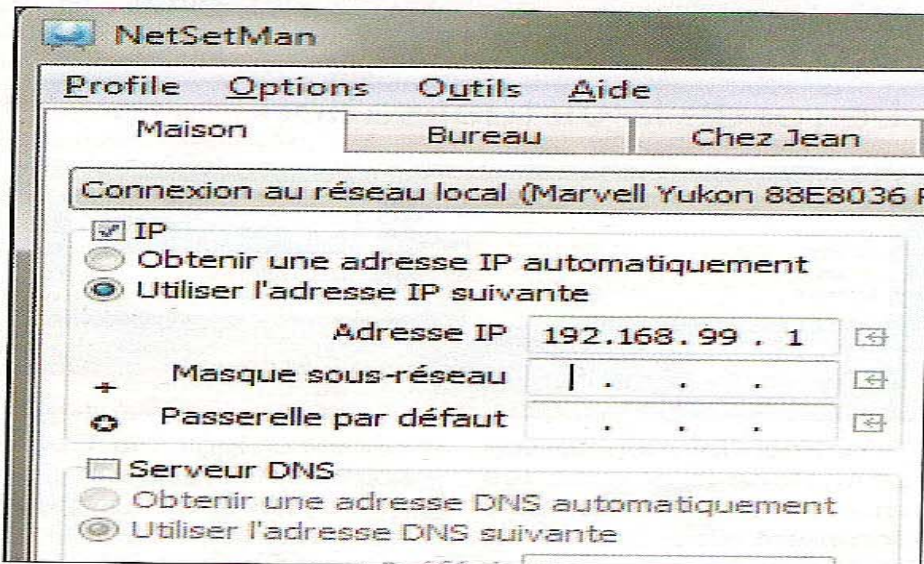 NetSetMan
Profile Options Outils Aide
Maison Bureau Chez Jean
Connexion au réseau local (Marvell Yukon 88E8036
IP
Obtenir une adresse IP automatiquement
Utiliser l'adresse IP suivante
Adresse IP 192.168.99 . 1
Masque sous-réseau . . .
Passerelle par défaut . . .
Serveur DNS
Obtenir une adresse DNS automatiquement
Utiliser l'adresse DNS suivante